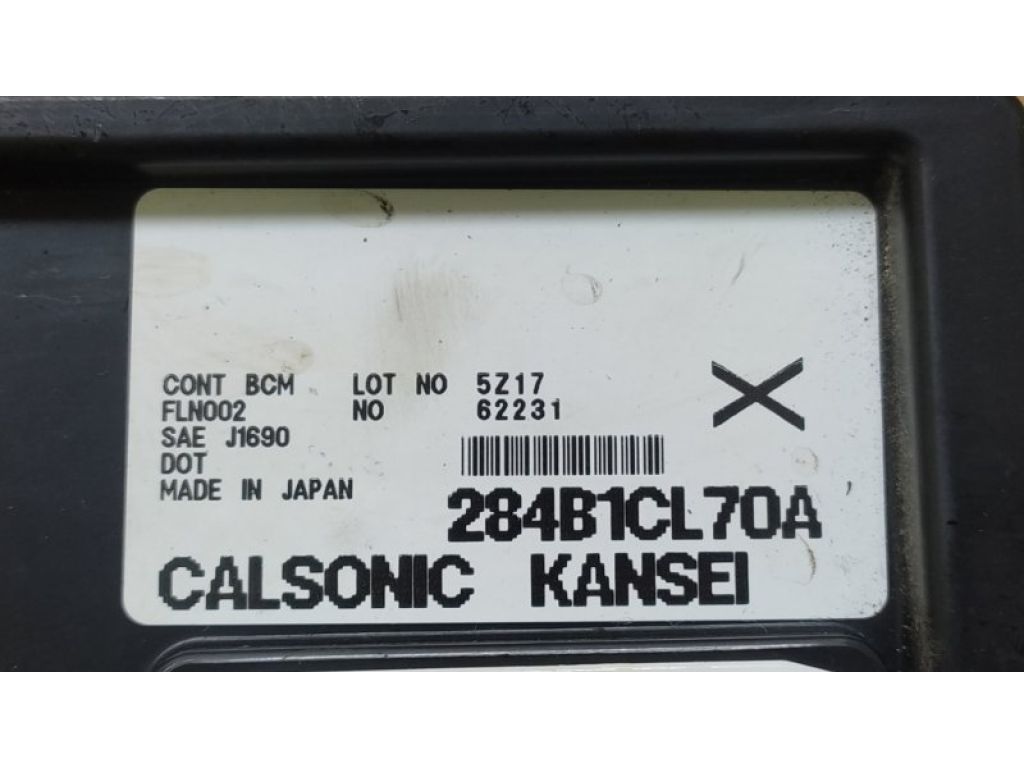 CONT BCM LOT NO 5Z17
FLN002 NO 62231
SAE J1690
DOT
MADE IN JAPAN
284B1CL70A
CALSONIC KANSEI